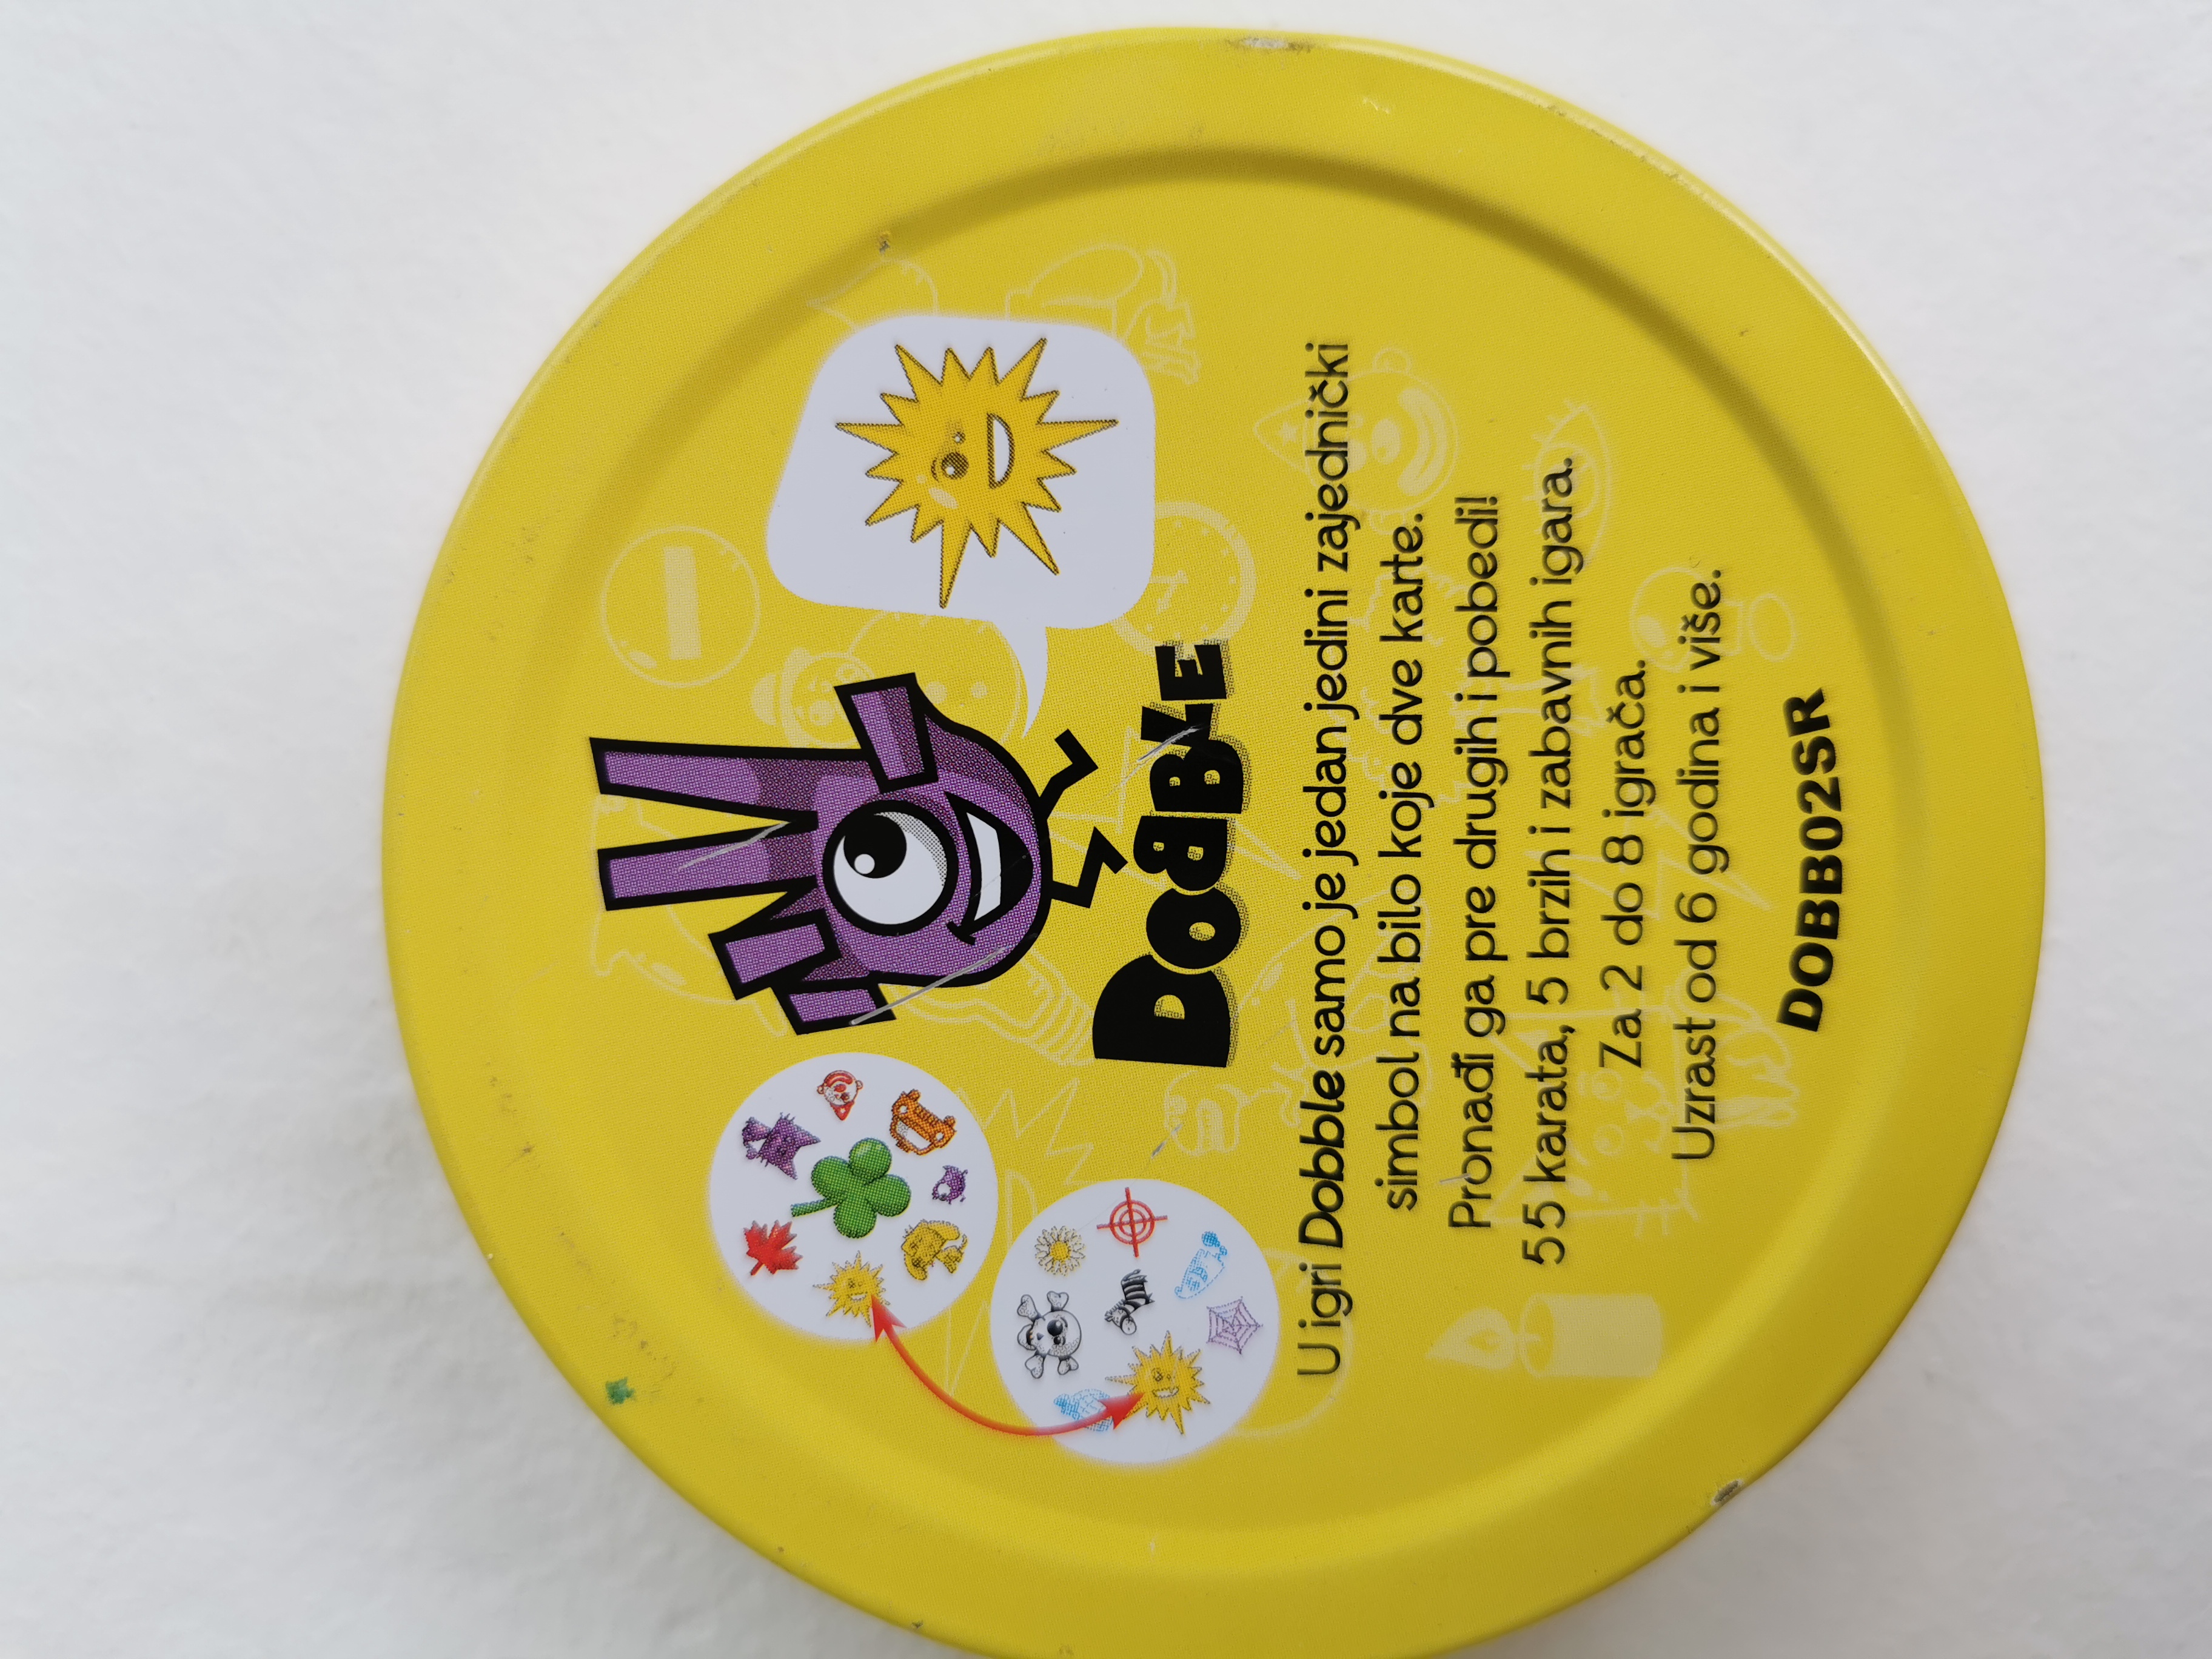 DOBBLE
U igri Dobble samo je jedan jedini zajednički
simbol na bilo koje dve karte.
Pronađi ga pre drugih i pobedi!
55 karata, 5 brzih i zabavnih igara.
Za 2 do 8 igrača.
Uzrast od 6 godina i više.
DOBB02SR